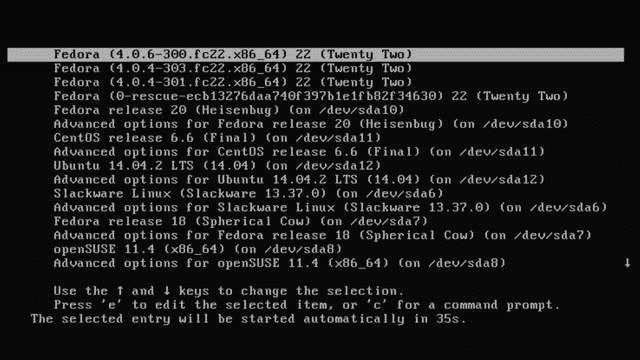 Fedora (4.0.6-300.fc22.x86_64) 22 (Twenty Two)
Fedora (4.0.4-303.fc22.x86_64) 22 (Twenty Two)
Fedora (4.0.4-301.fc22.x86_64) 22 (Twenty Two)
Fedora (0-rescue-ecb13276daa740f397b1e1fb82f34630) 22 (Twenty Two)
Fedora release 20 (Heisenbug) (on /dev/sda10)
Advanced options for Fedora release 20 (Heisenbug) (on /dev/sda10)
CentOS release 6.6 (Final) (on /dev/sda11)
Advanced options for CentOS release 6.6 (Final) (on /dev/sda11)
Ubuntu 14.04.2 LTS (14.04) (on /dev/sda12)
Advanced options for Ubuntu 14.04.2 LTS (14.04) (on /dev/sda12)
Slackware Linux (Slackware 13.37.0) (on /dev/sda6)
Advanced options for Slackware Linux (Slackware 13.37.0) (on /dev/sda6)
Fedora release 18 (Spherical Cow) (on /dev/sda7)
Advanced options for Fedora release 18 (Spherical Cow) (on /dev/sda7)
openSUSE 11.4 (x86_64) (on /dev/sda8)
Advanced options for openSUSE 11.4 (x86_64) (on /dev/sda8) ↓
Use the ↑ and ↓ keys to change the selection.
Press 'e' to edit the selected item, or 'c' for a command prompt.
The selected entry will be started automatically in 35s.